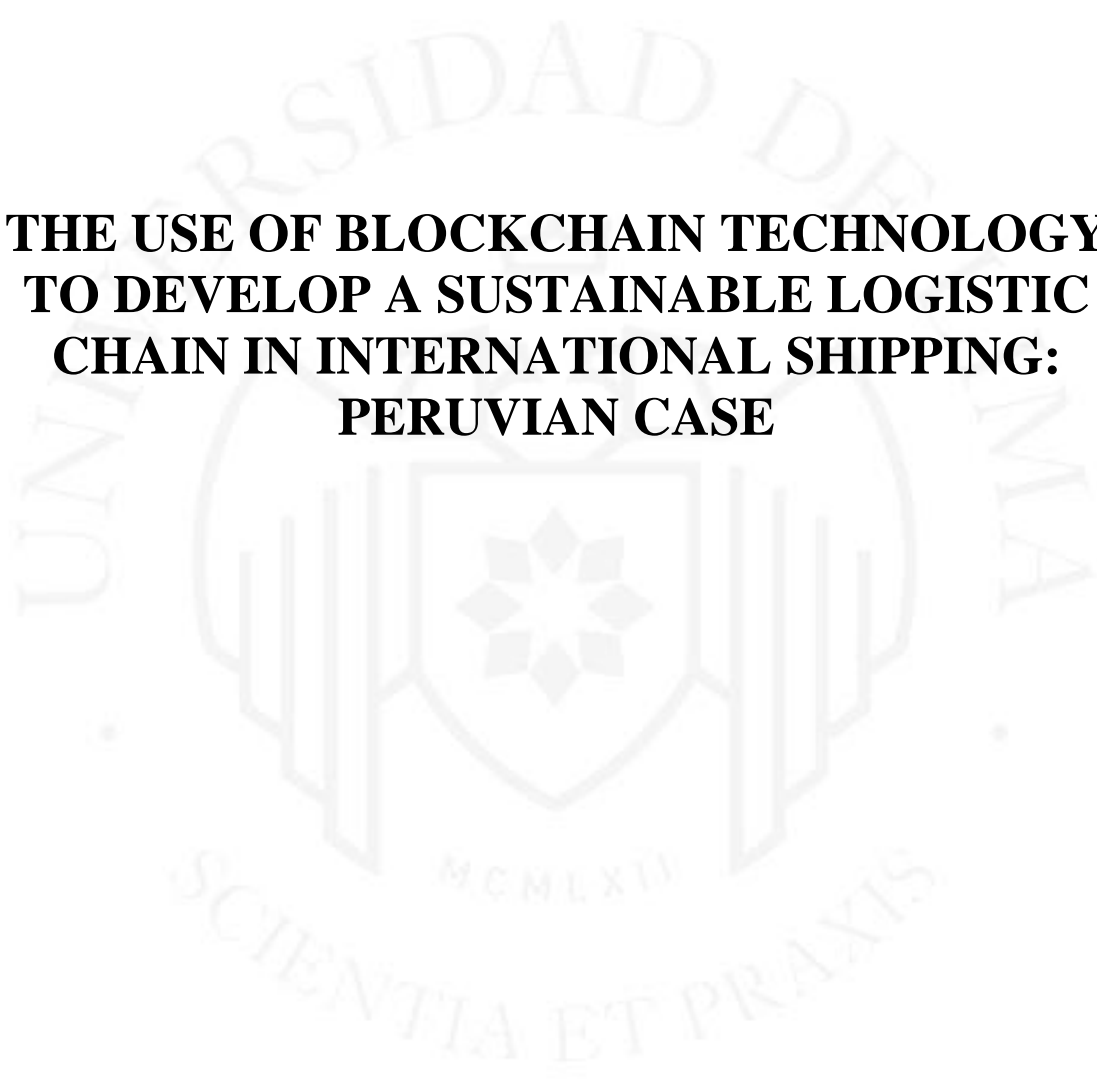 UNIVERSIDAD DE LIMA
THE USE OF BLOCKCHAIN TECHNOLOGY
TO DEVELOP A SUSTAINABLE LOGISTIC
CHAIN IN INTERNATIONAL SHIPPING:
PERUVIAN CASE
MCMLXII
SCIENTIA ET PRAXIS